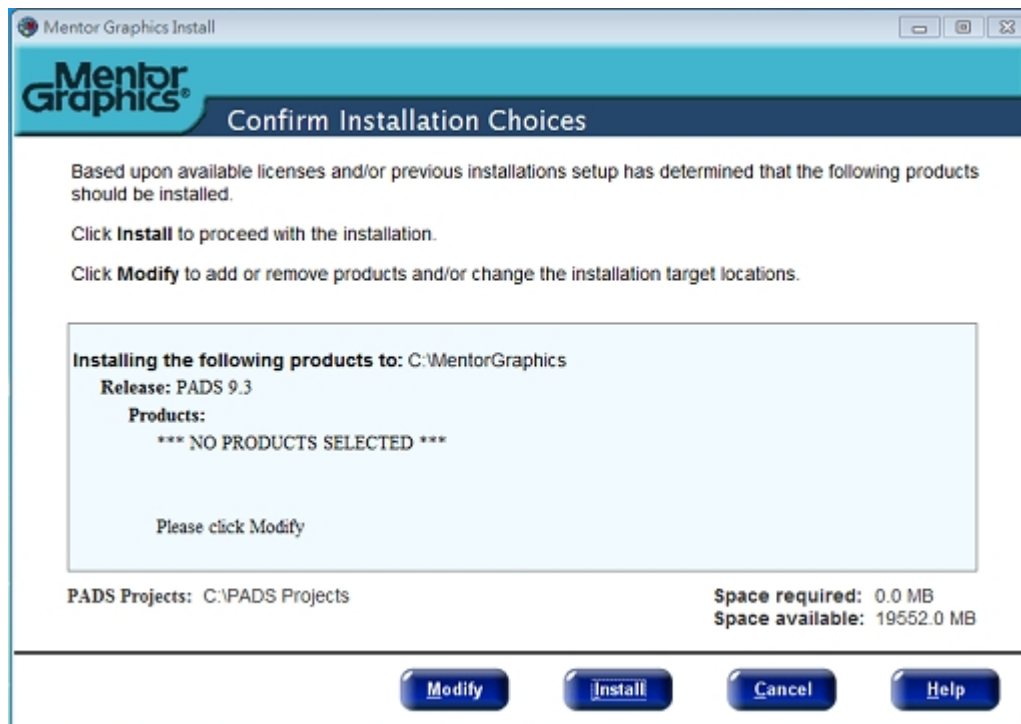 Mentor Graphics Install
Mentor
Graphics®
Confirm Installation Choices
Based upon available licenses and/or previous installations setup has determined that the following products
should be installed.
Click Install to proceed with the installation.
Click Modify to add or remove products and/or change the installation target locations.
Installing the following products to: C:\MentorGraphics
Release: PADS 9.3
Products:
*** NO PRODUCTS SELECTED ***
Please click Modify
PADS Projects: C:\PADS Projects
Space required: 0.0 MB
Space available: 19552.0 MB
Modify
Install
Cancel
Help